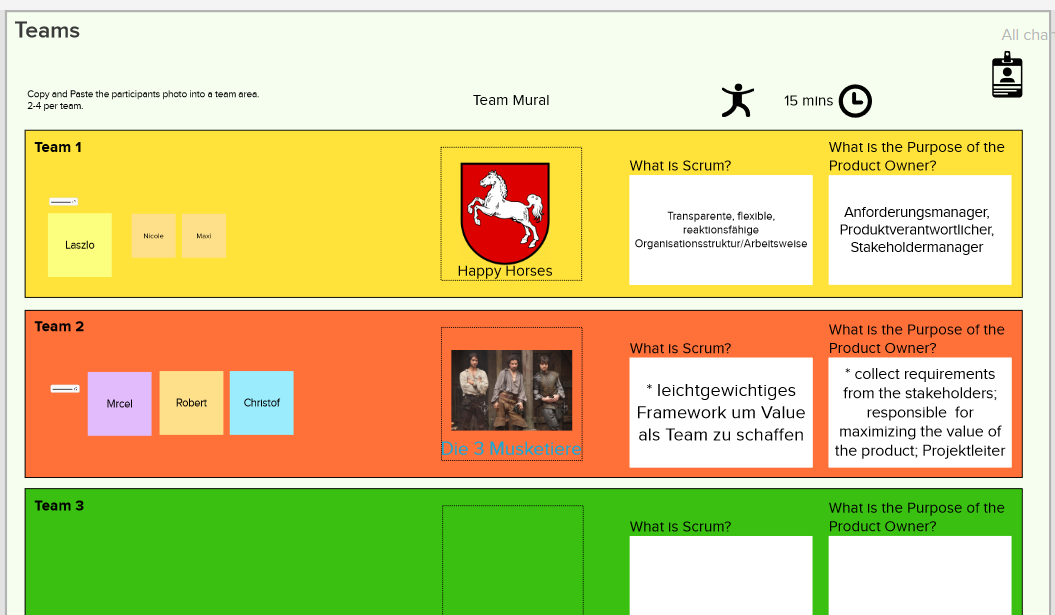 Teams
All chan
Copy and Paste the participants photo into a team area.
2-4 per team.
Team Mural
15 mins
Team 1
Laszlo
Nicole
Maxi
Happy Horses
What is Scrum?
Transparente, flexible,
reaktionsfähige
Organisationsstruktur/Arbeitsweise
What is the Purpose of the
Product Owner?
Anforderungsmanager,
Produktverantwortlicher,
Stakeholdermanager
Team 2
Mrcel
Robert
Christof
Die 3 Musketiere
What is Scrum?
* leichtgewichtiges
Framework um Value
als Team zu schaffen
What is the Purpose of the
Product Owner?
* collect requirements
from the stakeholders;
responsible for
maximizing the value of
the product; Projektleiter
Team 3
What is Scrum?
What is the Purpose of the
Product Owner?